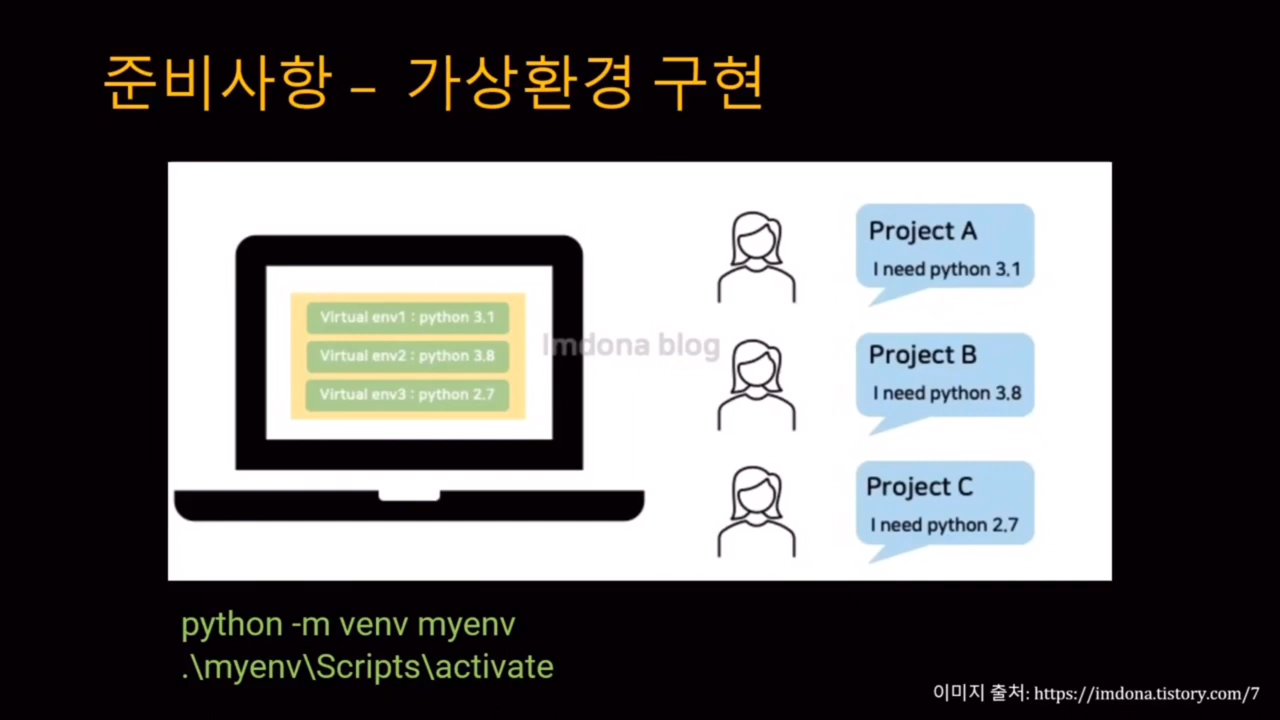 준비사항 – 가상환경 구현
Virtual env1 : python 3.1
Virtual env2 : python 3.8
Virtual env3 : python 2.7
Imdona blog
Project A
I need python 3.1
Project B
I need python 3.8
Project C
I need python 2.7
python -m venv myenv
.\myenv\Scripts\activate
이미지 출처: https://imdona.tistory.com/7